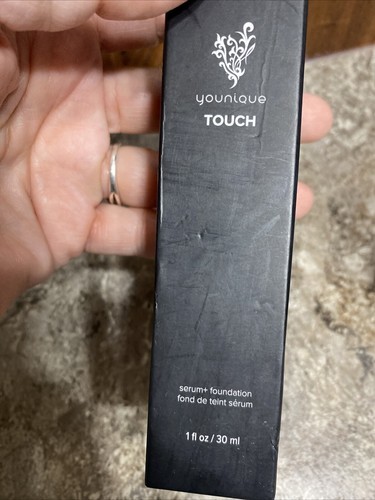 younique
TOUCH
serum+ foundation
fond de teint sérum
1 fl oz / 30 ml